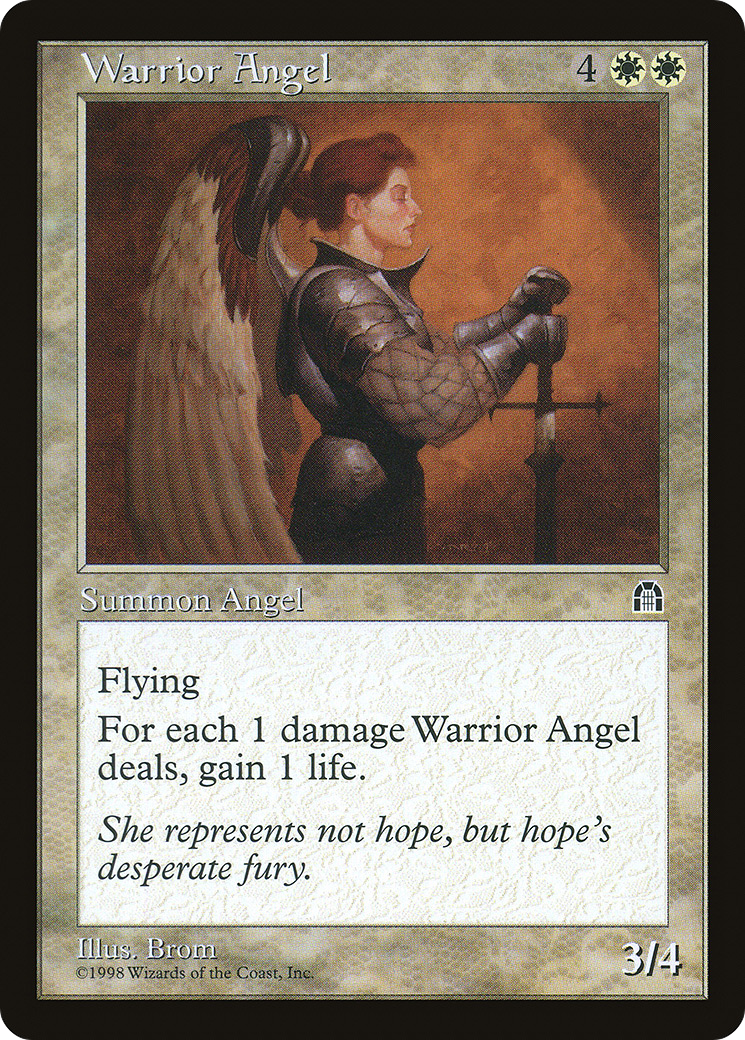 Warrior Angel 4
Summon Angel
Flying
For each 1 damage Warrior Angel
deals, gain 1 life.
She represents not hope, but hope's
desperate fury.
Illus. Brom
©1998 Wizards of the Coast, Inc.
3/4